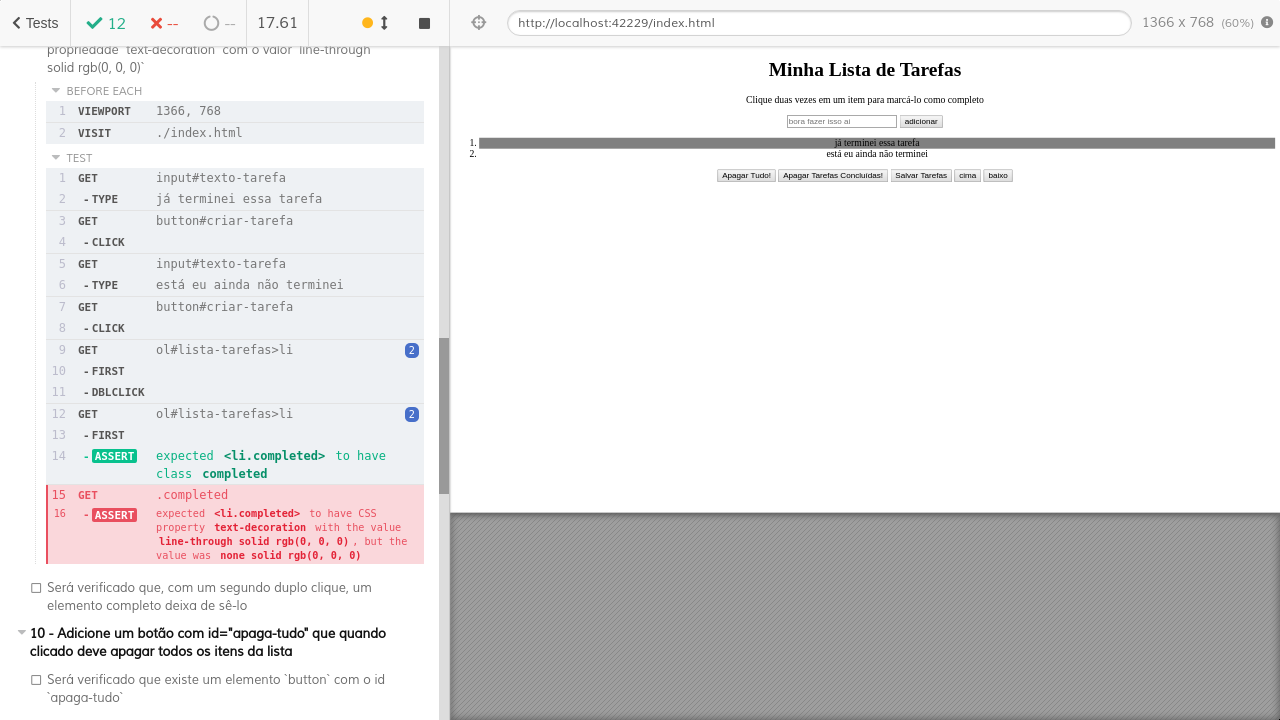 Tests
12
--
--
17.61
http://localhost:42229/index.html
1366 x 768 (60%)
propriedade `text-decoration` com o valor `line-through
solid rgb(0, 0, 0)`
BEFORE EACH
1 VIEWPORT 1366, 768
2 VISIT ./index.html
TEST
1 GET input#texto-tarefa
2 -TYPE já terminei essa tarefa
3 GET button#criar-tarefa
4 -CLICK
5 GET input#texto-tarefa
6 -TYPE está eu ainda não terminei
7 GET button#criar-tarefa
8 -CLICK
9 GET ol#lista-tarefas>li 2
10 -FIRST
11 -DBLCLICK
12 GET ol#lista-tarefas>li 2
13 -FIRST
14 -ASSERT expected <li.completed> to have
class completed
15 GET .completed
16 -ASSERT expected <li.completed> to have CSS
property text-decoration with the value
line-through solid rgb(0, 0, 0), but the
value was none solid rgb(0, 0, 0)
Será verificado que, com um segundo duplo clique, um
elemento completo deixa de sê-lo
10 - Adicione um botão com id="apaga-tudo" que quando
clicado deve apagar todos os itens da lista
Será verificado que existe um elemento `button` com o id
`apaga-tudo`
Minha Lista de Tarefas
Clique duas vezes em um item para marcá-lo como completo
bora fazer isso ai adicionar
1. já terminei essa tarefa
2. está eu ainda não terminei
Apagar Tudo! Apagar Tarefas Concluídas! Salvar Tarefas cima baixo